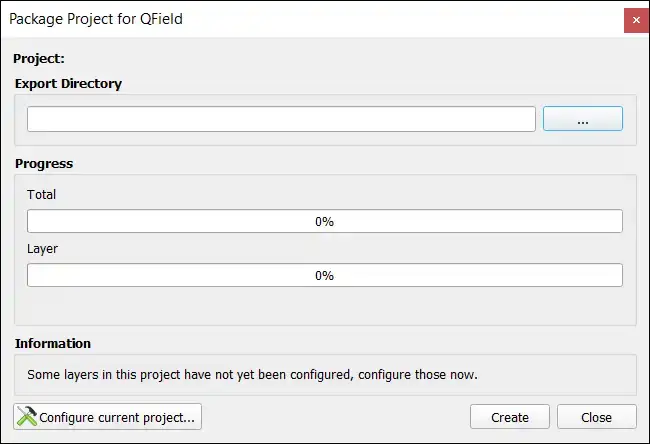 Package Project for QField
×
Project:
Export Directory
...
Progress
Total
0%
Layer
0%
Information
Some layers in this project have not yet been configured, configure those now.
Configure current project...
Create
Close